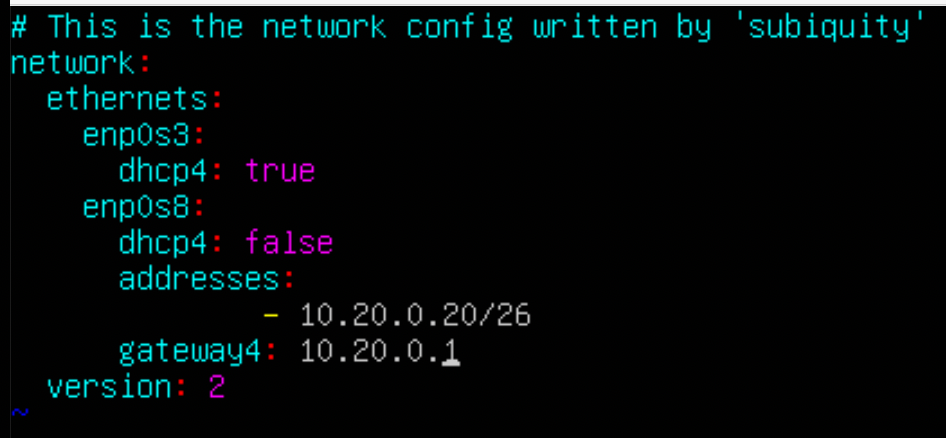 # This is the network config written by 'subiquity'
network:
  ethernets:
    enp0s3:
      dhcp4: true
    enp0s8:
      dhcp4: false
      addresses:
              - 10.20.0.20/26
      gateway4: 10.20.0.1
  version: 2
~